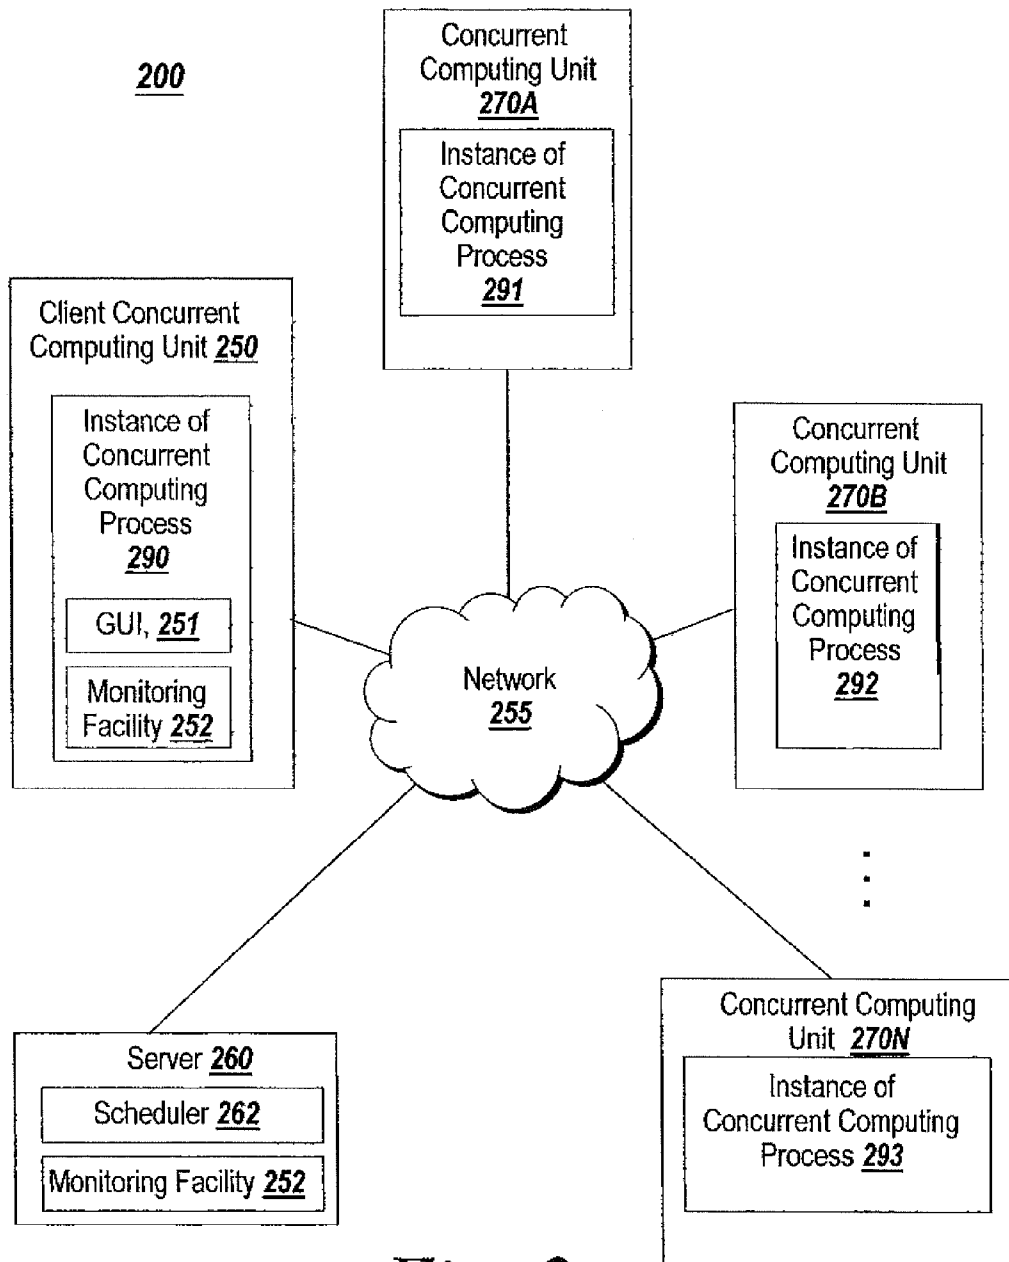 200
Concurrent
Computing Unit
270A
Instance of
Concurrent
Computing
Process
291
Client Concurrent
Computing Unit 250
Instance of
Concurrent
Computing
Process
290
GUI, 251
Monitoring
Facility 252
Concurrent
Computing Unit
270B
Instance of
Concurrent
Computing
Process
292
Network
255
Server 260
Scheduler 262
Monitoring Facility 252
Concurrent Computing
Unit 270N
Instance of
Concurrent Computing
Process 293